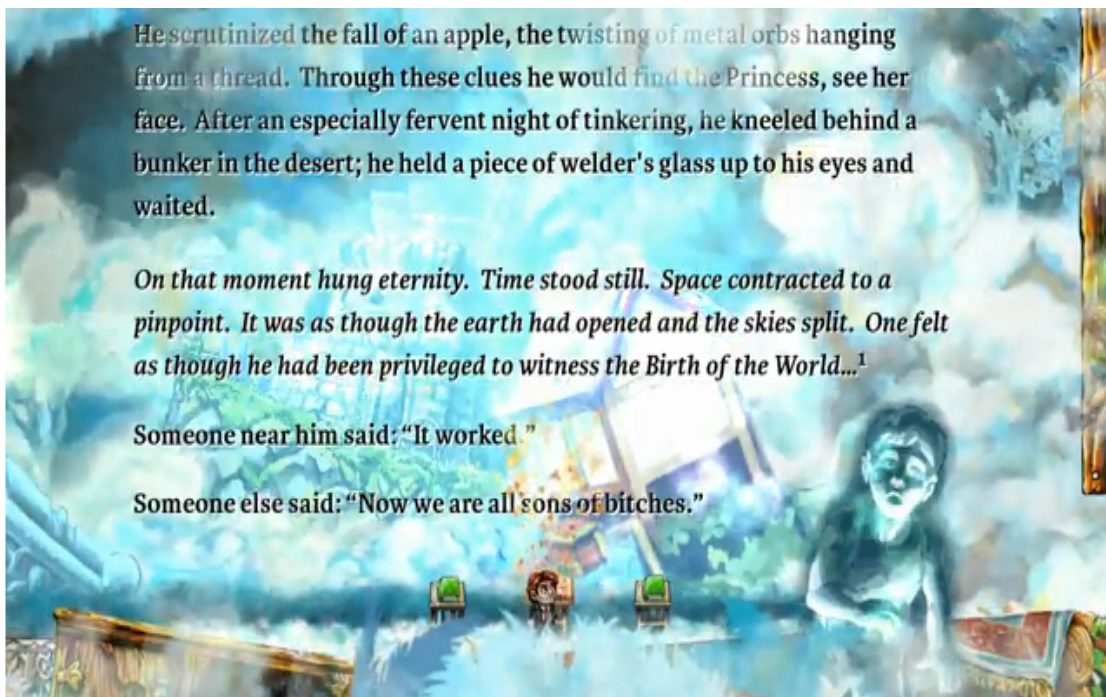 He scrutinized the fall of an apple, the twisting of metal orbs hanging
from a thread. Through these clues he would find the Princess, see her
face. After an especially fervent night of tinkering, he kneeled behind a
bunker in the desert; he held a piece of welder's glass up to his eyes and
waited.
On that moment hung eternity. Time stood still. Space contracted to a
pinpoint. It was as though the earth had opened and the skies split. One felt
as though he had been privileged to witness the Birth of the World...¹
Someone near him said: “It worked.”
Someone else said: “Now we are all sons of bitches.”